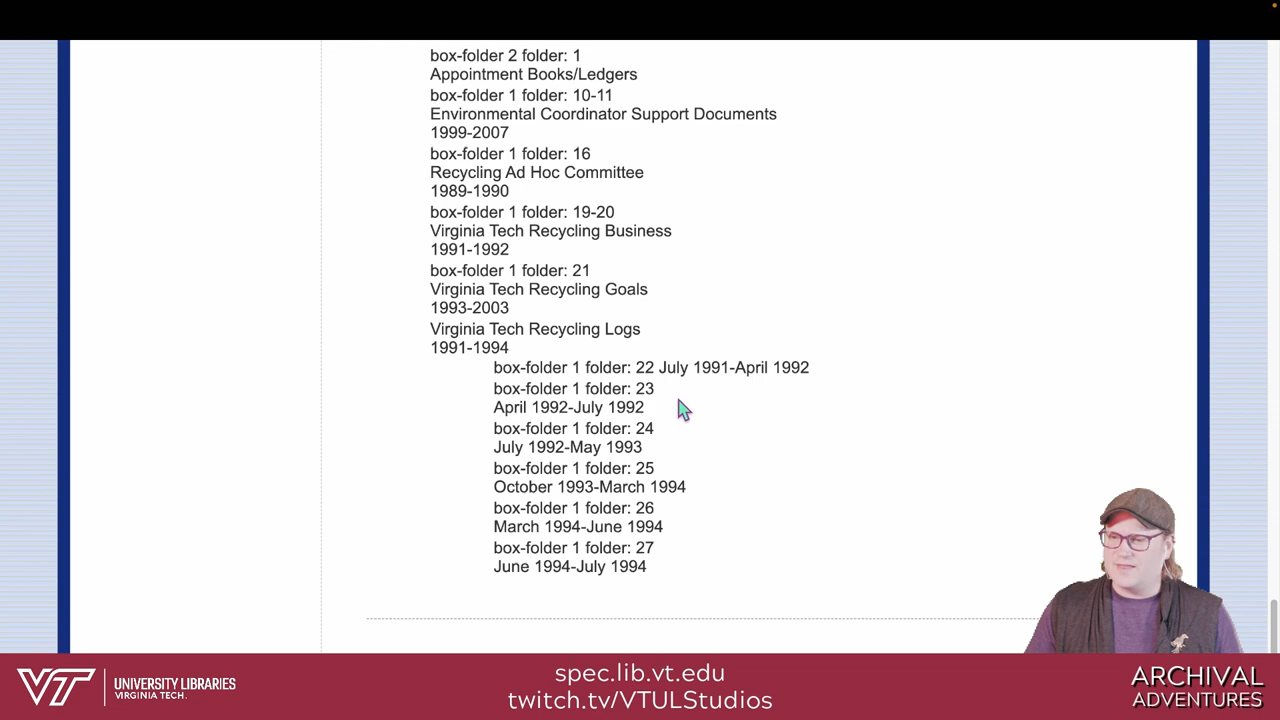 box-folder 2 folder: 1
Appointment Books/Ledgers
box-folder 1 folder: 10-11
Environmental Coordinator Support Documents
1999-2007
box-folder 1 folder: 16
Recycling Ad Hoc Committee
1989-1990
box-folder 1 folder: 19-20
Virginia Tech Recycling Business
1991-1992
box-folder 1 folder: 21
Virginia Tech Recycling Goals
1993-2003
Virginia Tech Recycling Logs
1991-1994
box-folder 1 folder: 22 July 1991-April 1992
box-folder 1 folder: 23
April 1992-July 1992
box-folder 1 folder: 24
July 1992-May 1993
box-folder 1 folder: 25
October 1993-March 1994
box-folder 1 folder: 26
March 1994-June 1994
box-folder 1 folder: 27
June 1994-July 1994
VT
UNIVERSITY LIBRARIES
VIRGINIA TECH.
spec.lib.vt.edu
twitch.tv/VTULStudios
ARCHIVAL
ADVENTURES